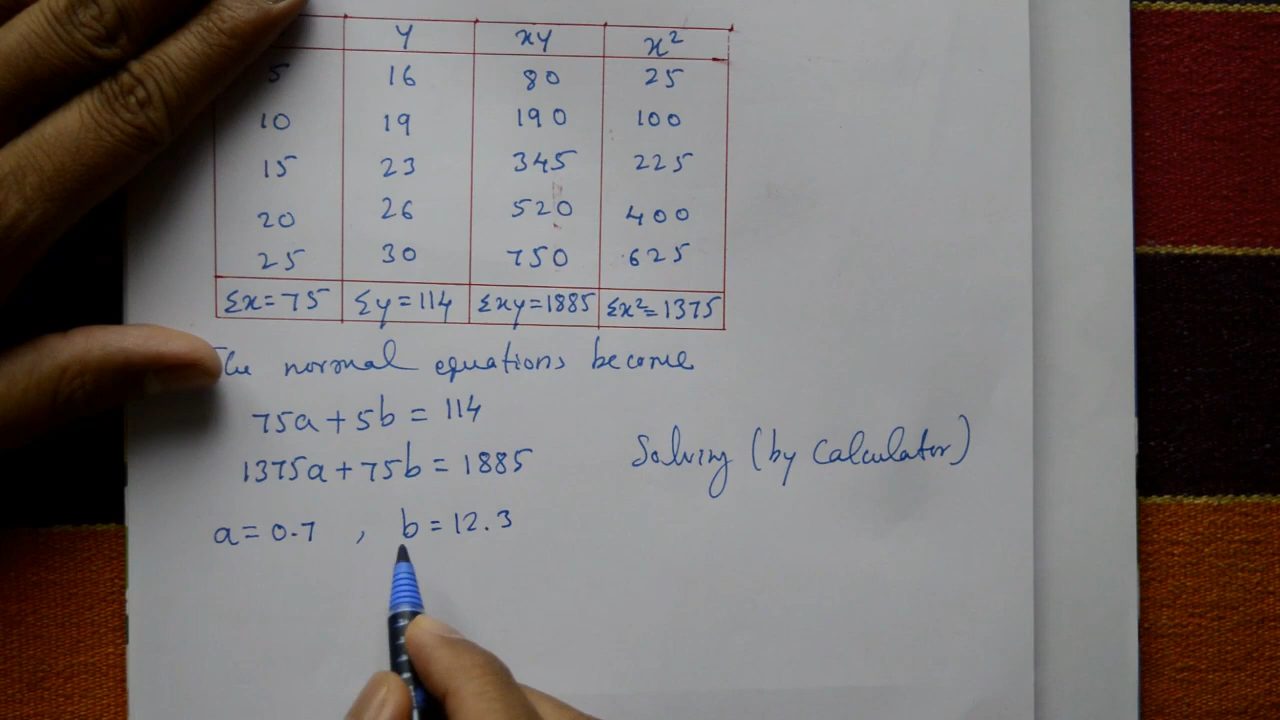 y xy x²
5 16 80 25
10 19 190 100
15 23 345 225
20 26 520 400
25 30 750 625
Σx=75 Σy=114 Σxy=1885 Σx²=1375
The normal equations become
75a+5b=114
1375a+75b=1885 Solving (by calculator)
a=0.7 , b=12.3